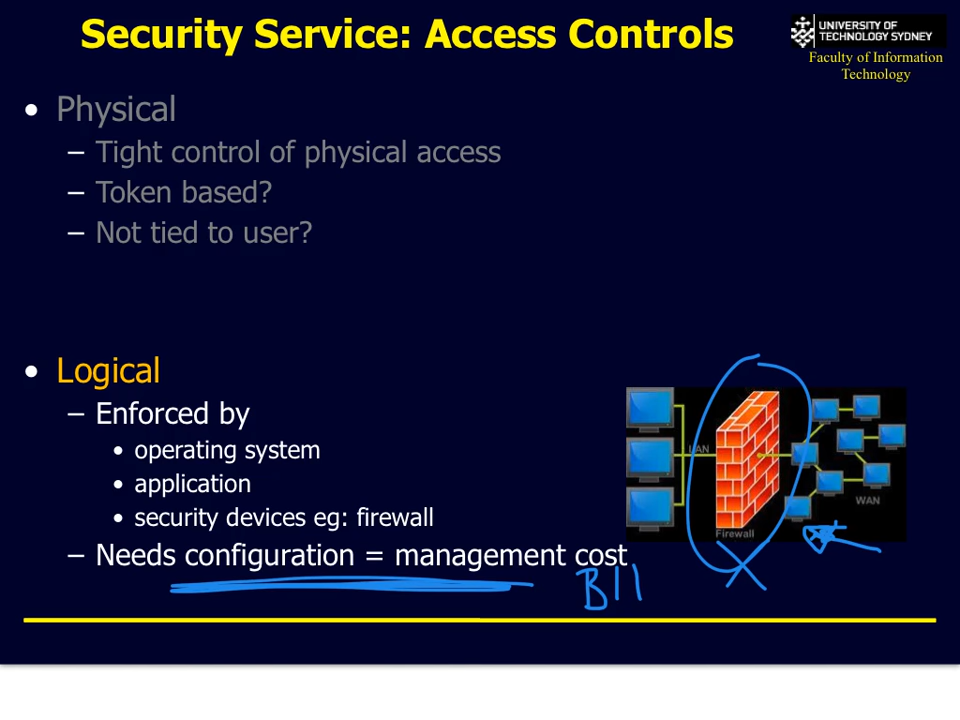 Security Service: Access Controls
UNIVERSITY OF
TECHNOLOGY SYDNEY
Faculty of Information
Technology
• Physical
– Tight control of physical access
– Token based?
– Not tied to user?
• Logical
– Enforced by
• operating system
• application
• security devices eg: firewall
– Needs configuration = management cost
LAN
Firewall
WAN